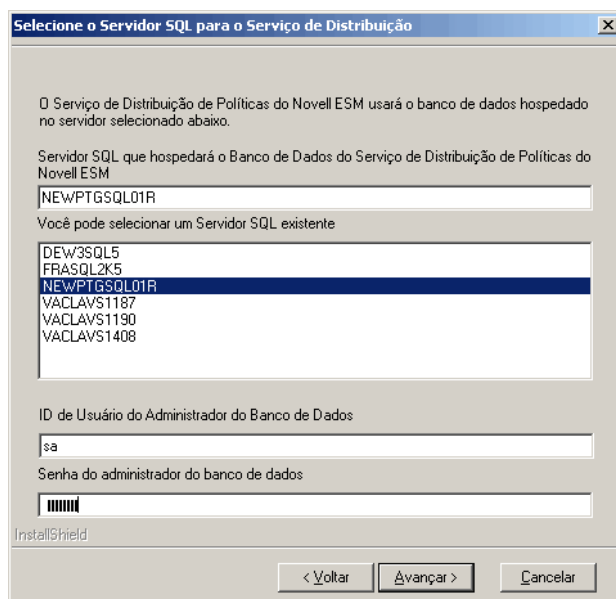 Selecione o Servidor SQL para o Serviço de Distribuição
O Serviço de Distribuição de Políticas do Novell ESM usará o banco de dados hospedado
no servidor selecionado abaixo.
Servidor SQL que hospedará o Banco de Dados do Serviço de Distribuição de Políticas do
Novell ESM
NEWPTGSQL01R
Você pode selecionar um Servidor SQL existente
DEW3SQL5
FRASQL2K5
NEWPTGSQL01R
VACLAVS1187
VACLAVS1190
VACLAVS1408
ID de Usuário do Administrador do Banco de Dados
sa
Senha do administrador do banco de dados
InstallShield
< Voltar
Avançar >
Cancelar